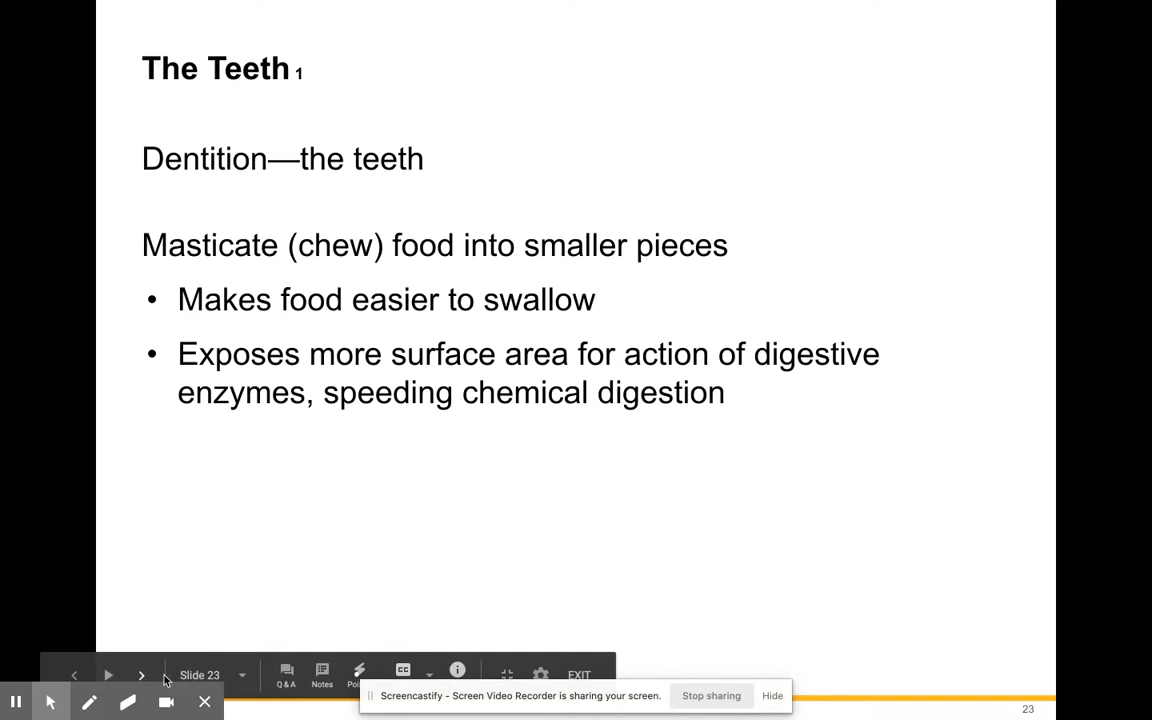 The Teeth 1
Dentition—the teeth
Masticate (chew) food into smaller pieces
• Makes food easier to swallow
• Exposes more surface area for action of digestive
enzymes, speeding chemical digestion
Slide 23
Q & A
Notes
CC
EXIT
Screencastify - Screen Video Recorder is sharing your screen.
Stop sharing
Hide
23